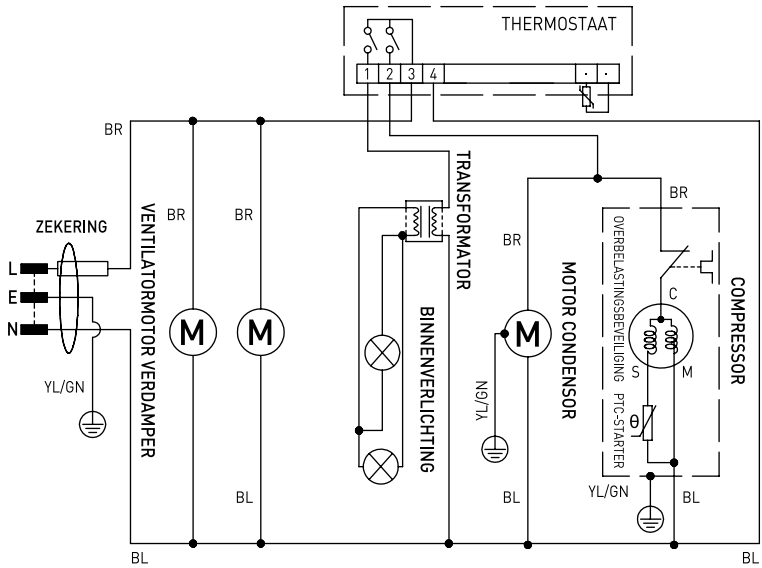 THERMOSTAAT
1 2 3 4
BR
TRANSFORMATOR
BR
ZEKERING
VENTILATORMOTOR VERDAMPER
BR
BR
BR
L
E
N
M
M
M
BINNENVERLICHTING
MOTOR CONDENSOR
OVERBELASTINGSBEVEILIGING
COMPRESSOR
C
S
M
PTC-STARTER
θ
YL/GN
YL/GN
YL/GN
BL
BL
BL
BL
BL